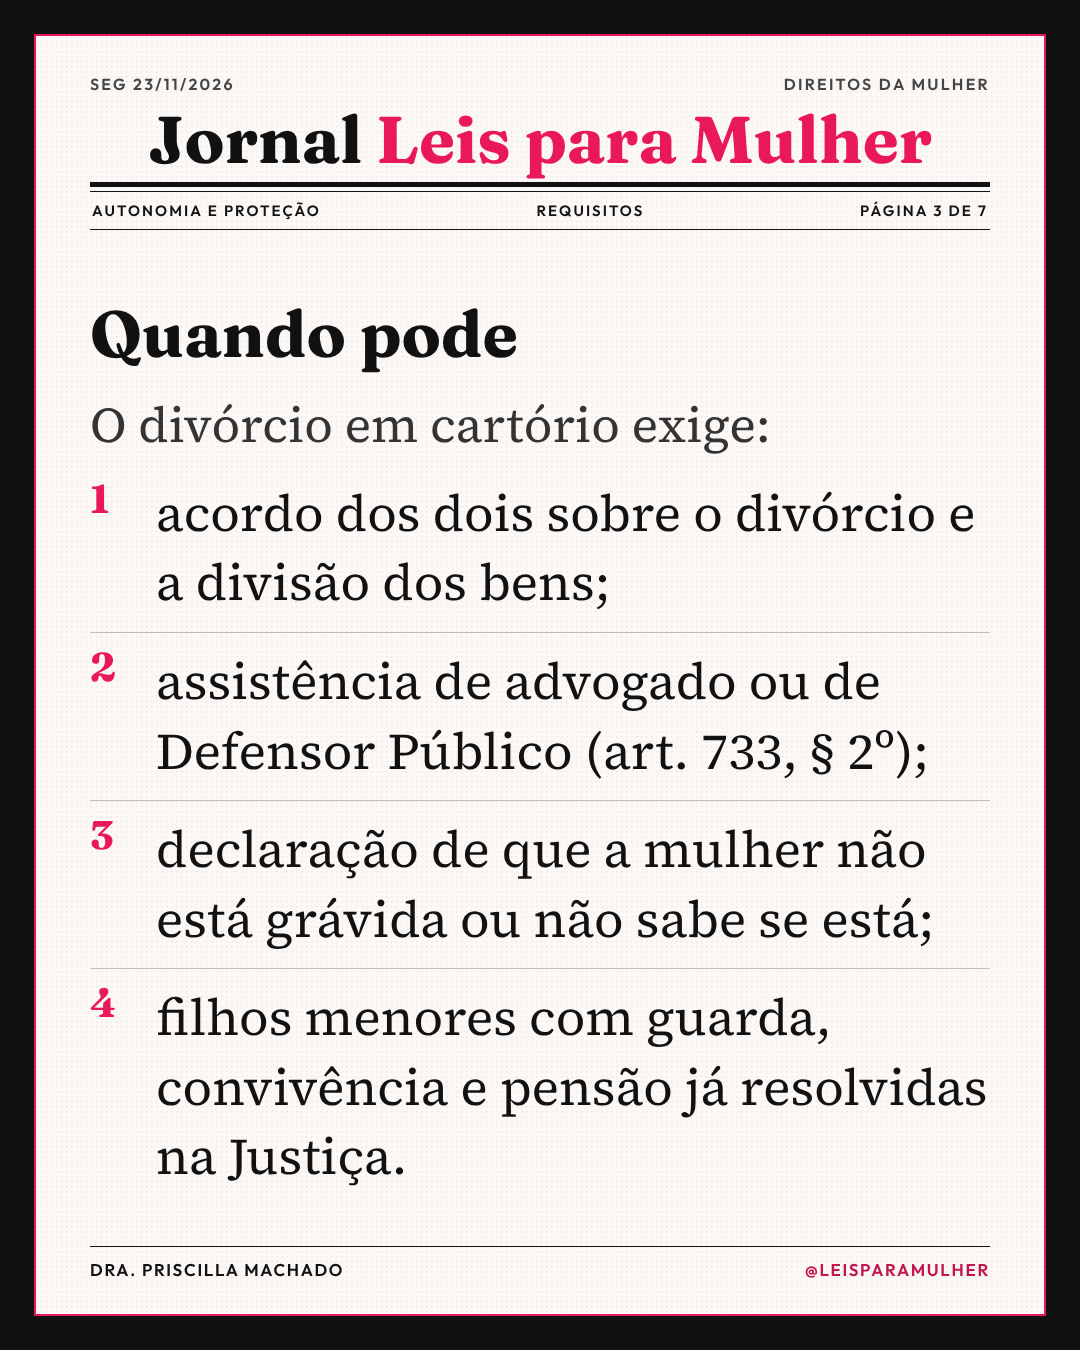 SEG 23/11/2026
DIREITOS DA MULHER
Jornal Leis para Mulher
AUTONOMIA E PROTEÇÃO
REQUISITOS
PÁGINA 3 DE 7
Quando pode
O divórcio em cartório exige:
1 acordo dos dois sobre o divórcio e
a divisão dos bens;
2 assistência de advogado ou de
Defensor Público (art. 733, § 2º);
3 declaração de que a mulher não
está grávida ou não sabe se está;
4 filhos menores com guarda,
convivência e pensão já resolvidas
na Justiça.
DRA. PRISCILLA MACHADO
@LEISPARAMULHER